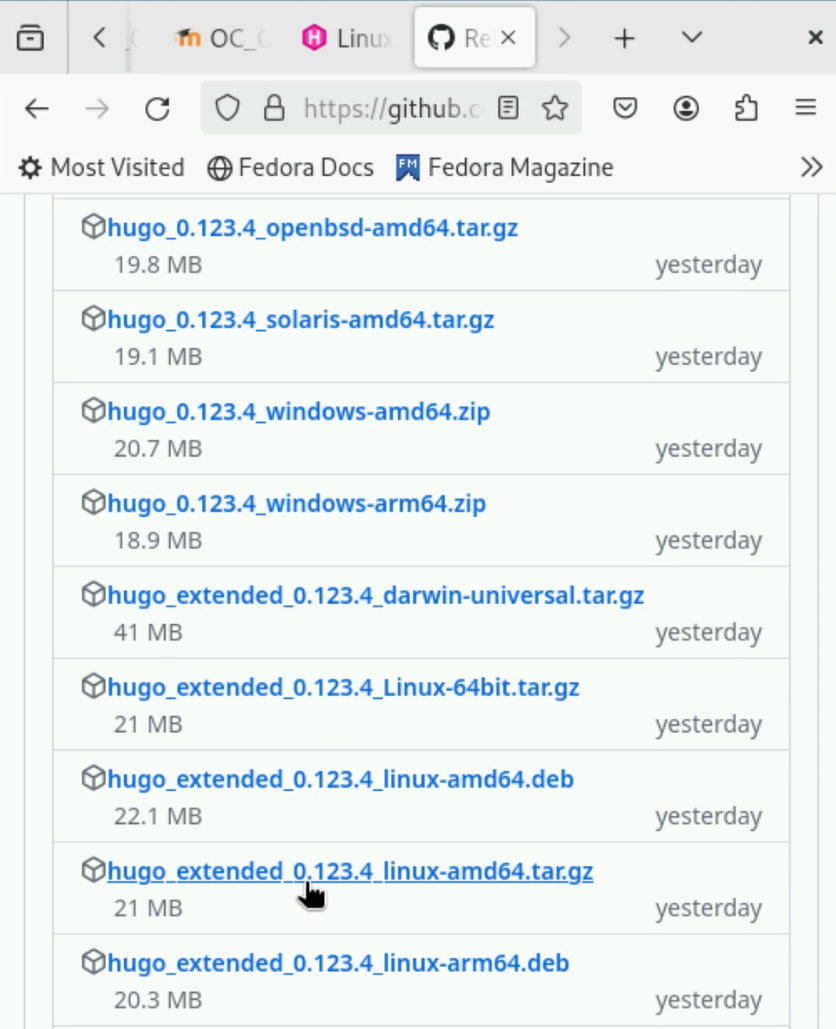 OC_
Linux
Re
https://github.c
Most Visited Fedora Docs FM Fedora Magazine
hugo_0.123.4_openbsd-amd64.tar.gz
19.8 MB yesterday
hugo_0.123.4_solaris-amd64.tar.gz
19.1 MB yesterday
hugo_0.123.4_windows-amd64.zip
20.7 MB yesterday
hugo_0.123.4_windows-arm64.zip
18.9 MB yesterday
hugo_extended_0.123.4_darwin-universal.tar.gz
41 MB yesterday
hugo_extended_0.123.4_Linux-64bit.tar.gz
21 MB yesterday
hugo_extended_0.123.4_linux-amd64.deb
22.1 MB yesterday
hugo_extended_0.123.4_linux-amd64.tar.gz
21 MB yesterday
hugo_extended_0.123.4_linux-arm64.deb
20.3 MB yesterday